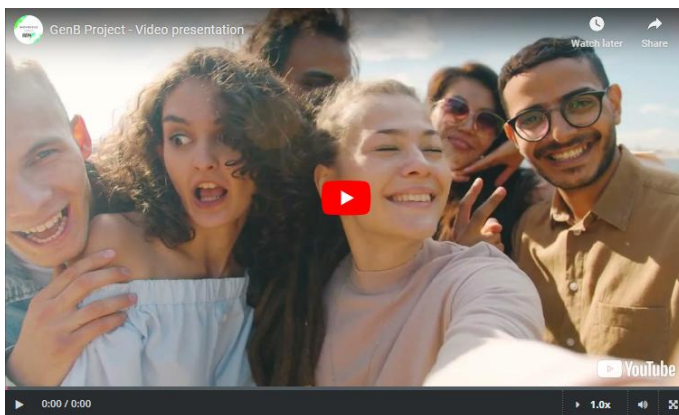 GenB Project - Video presentation
Watch later
Share
YouTube
0:00 / 0:00
1.0x